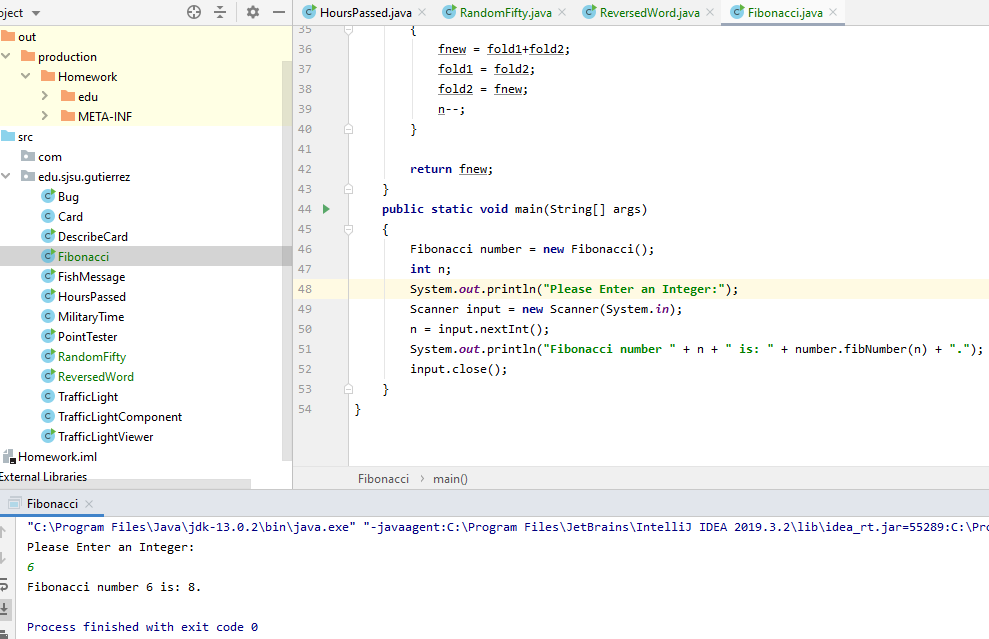 oject
HoursPassed.java
RandomFifty.java
ReversedWord.java
Fibonacci.java
out
production
Homework
edu
META-INF
src
com
edu.sjsu.gutierrez
Bug
Card
DescribeCard
Fibonacci
FishMessage
HoursPassed
MilitaryTime
PointTester
RandomFifty
ReversedWord
TrafficLight
TrafficLightComponent
TrafficLightViewer
Homework.iml
External Libraries
35 {
36 fnew = fold1+fold2;
37 fold1 = fold2;
38 fold2 = fnew;
39 n--;
40 }
41
42 return fnew;
43 }
44 public static void main(String[] args)
45 {
46 Fibonacci number = new Fibonacci();
47 int n;
48 System.out.println("Please Enter an Integer:");
49 Scanner input = new Scanner(System.in);
50 n = input.nextInt();
51 System.out.println("Fibonacci number " + n + " is: " + number.fibNumber(n) + ".");
52 input.close();
53 }
54 }
Fibonacci › main()
Fibonacci
"C:\Program Files\Java\jdk-13.0.2\bin\java.exe" "-javaagent:C:\Program Files\JetBrains\IntelliJ IDEA 2019.3.2\lib\idea_rt.jar=55289:C:\Pro
Please Enter an Integer:
6
Fibonacci number 6 is: 8.
Process finished with exit code 0